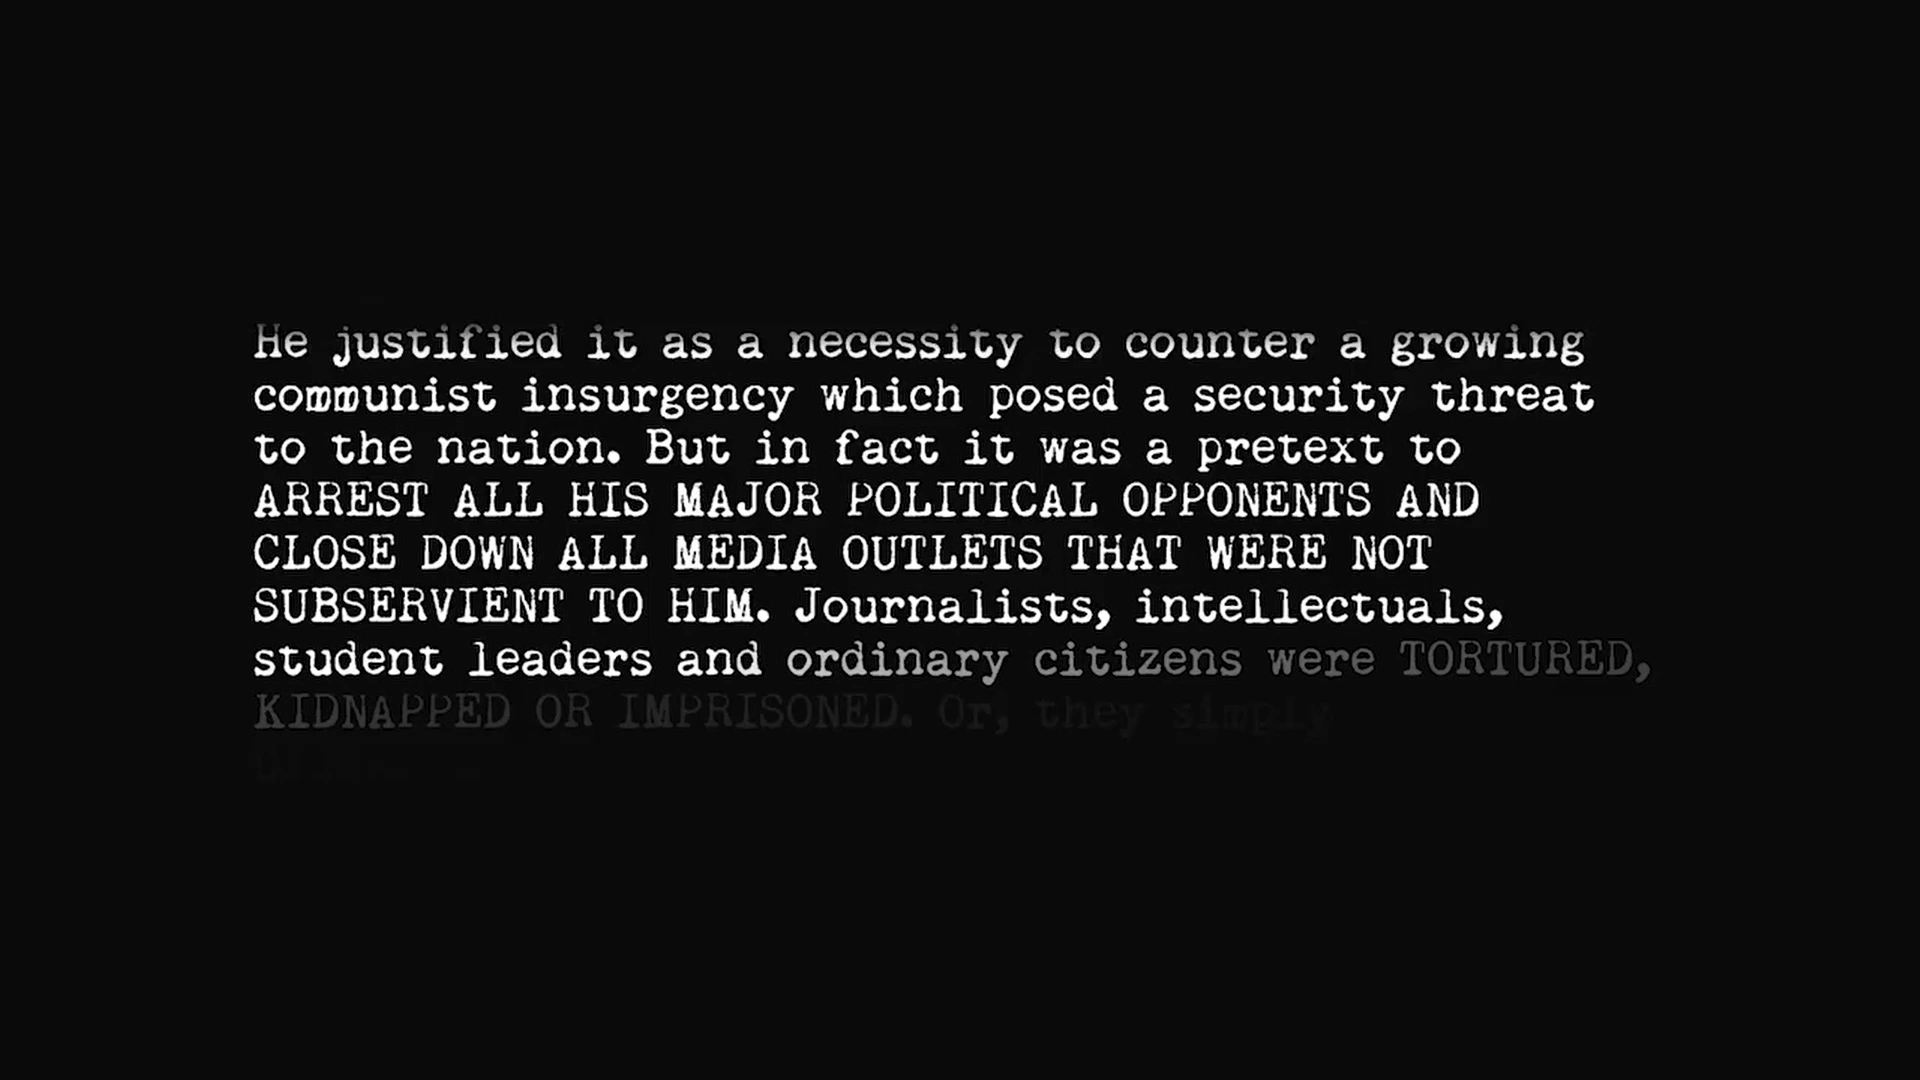 He justified it as a necessity to counter a growing
communist insurgency which posed a security threat
to the nation. But in fact it was a pretext to
ARREST ALL HIS MAJOR POLITICAL OPPONENTS AND
CLOSE DOWN ALL MEDIA OUTLETS THAT WERE NOT
SUBSERVIENT TO HIM. Journalists, intellectuals,
student leaders and ordinary citizens were TORTURED,
KIDNAPPED OR IMPRISONED. Or, they simply